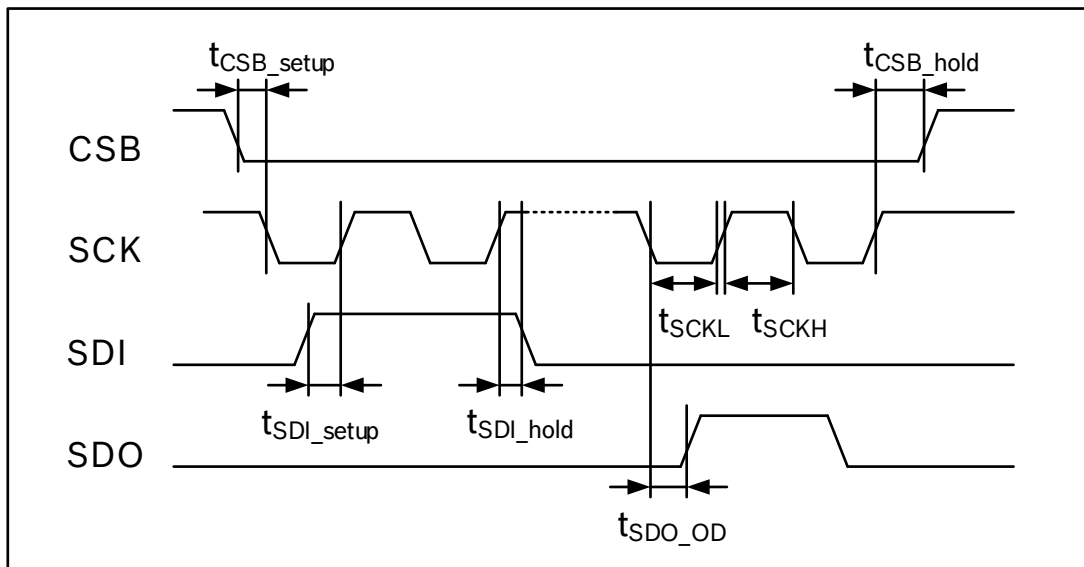 tCSB_setup
tCSB_hold
CSB
SCK
tSCKL
tSCKH
SDI
tSDI_setup
tSDI_hold
SDO
tSDO_OD